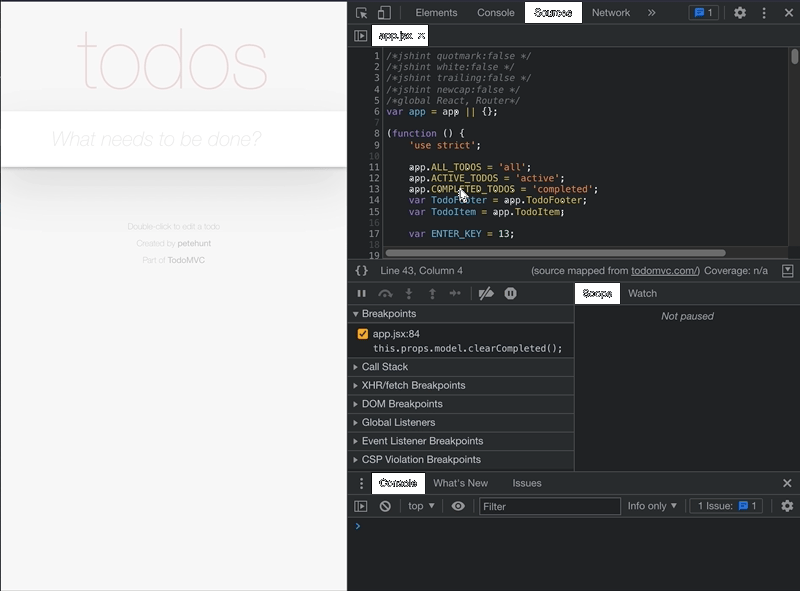 todos
What needs to be done?
Double-click to edit a todo
Created by petehunt
Part of TodoMVC
Elements Console Sources Network » 1
app.jsx ×
1 /*jshint quotmark:false */
2 /*jshint white:false */
3 /*jshint trailing:false */
4 /*jshint newcap:false */
5 /*global React, Router*/
6 var app = app || {};
7
8 (function () {
9 'use strict';
10
11 app.ALL_TODOS = 'all';
12 app.ACTIVE_TODOS = 'active';
13 app.COMPLETED_TODOS = 'completed';
14 var TodoFooter = app.TodoFooter;
15 var TodoItem = app.TodoItem;
16
17 var ENTER_KEY = 13;
18
19
{} Line 43, Column 4 (source mapped from todomvc.com/) Coverage: n/a
Scope Watch
Not paused
Breakpoints
app.jsx:84
this.props.model.clearCompleted();
Call Stack
XHR/fetch Breakpoints
DOM Breakpoints
Global Listeners
Event Listener Breakpoints
CSP Violation Breakpoints
Console What's New Issues
top ▼ Filter Info only ▼ 1 Issue: 1